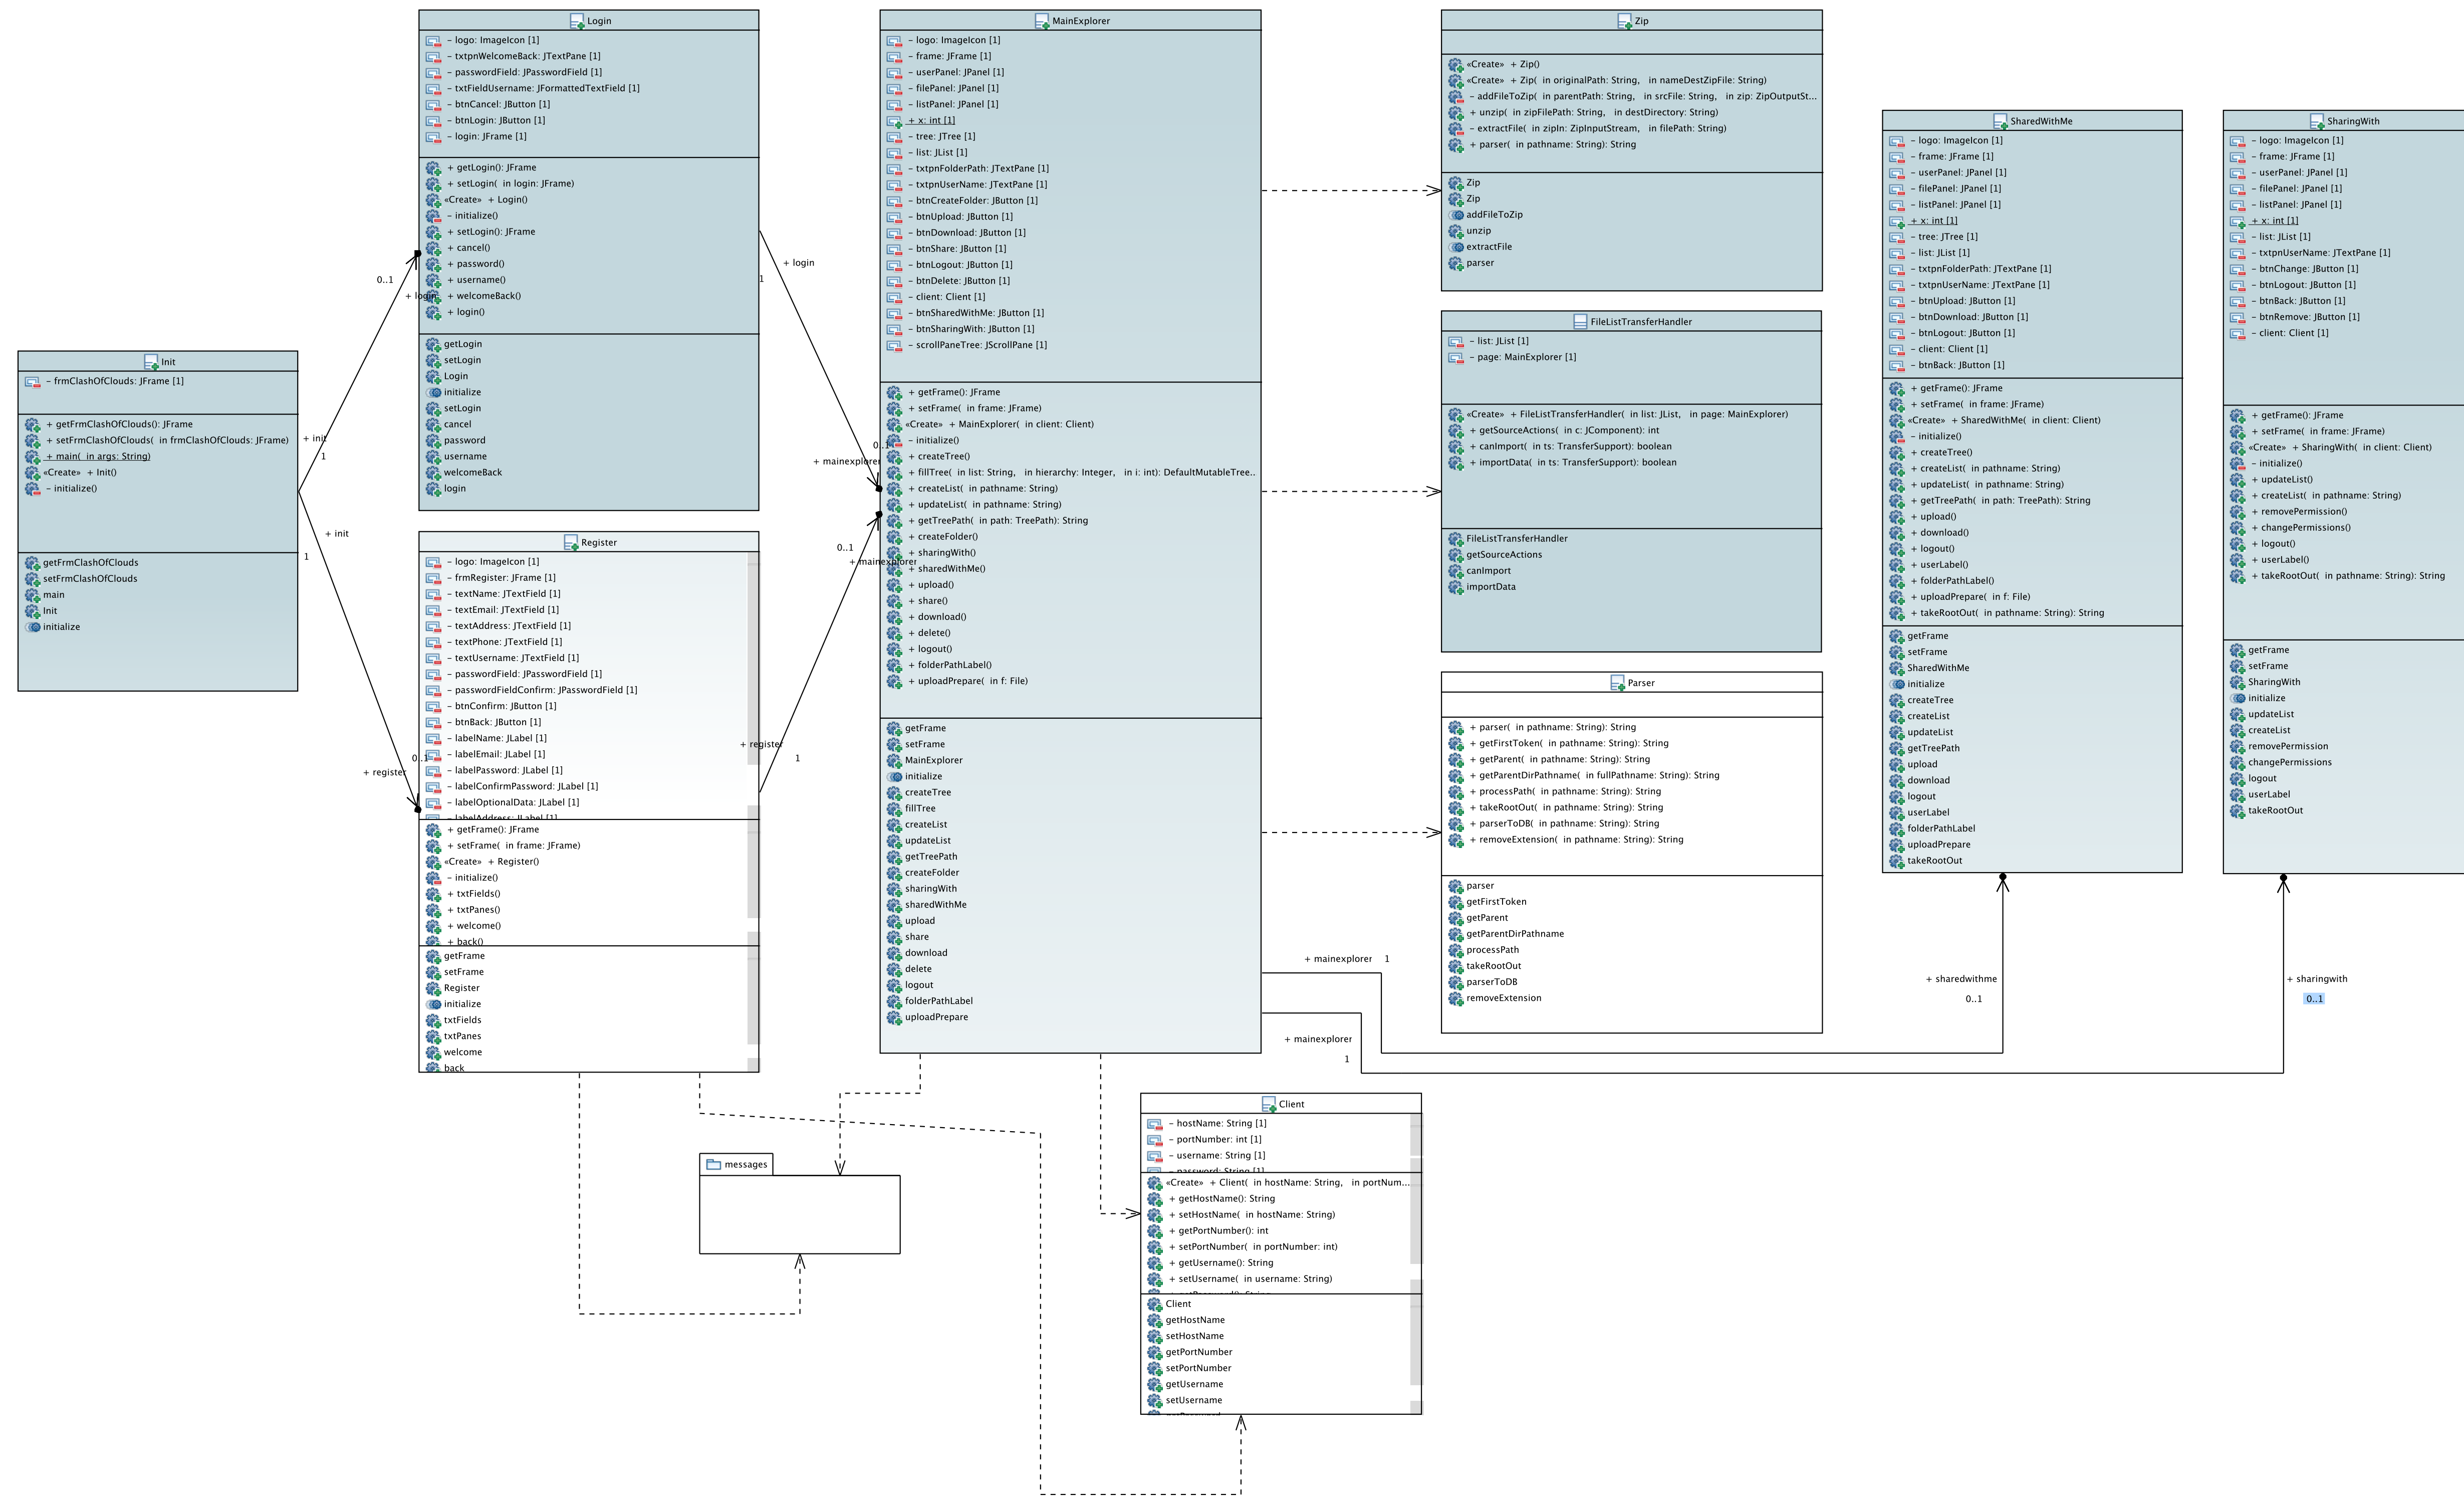 Init
– frmClashOfClouds: JFrame [1]
+ getFrmClashOfClouds(): JFrame
+ setFrmClashOfClouds(  in frmClashOfClouds: JFrame)
+ main(  in args: String)
«Create»  + Init()
– initialize()
getFrmClashOfClouds
setFrmClashOfClouds
main
Init
initialize
+ init
1
0..1
+ login
+ init
1
0..1
+ register
Login
– logo: ImageIcon [1]
– txtpnWelcomeBack: JTextPane [1]
– passwordField: JPasswordField [1]
– txtFieldUsername: JFormattedTextField [1]
– btnCancel: JButton [1]
– btnLogin: JButton [1]
– login: JFrame [1]
+ getLogin(): JFrame
+ setLogin(  in login: JFrame)
«Create»  + Login()
– initialize()
+ setLogin(): JFrame
+ cancel()
+ password()
+ username()
+ welcomeBack()
+ login()
getLogin
setLogin
Login
initialize
setLogin
cancel
password
username
welcomeBack
login
Register
– logo: ImageIcon [1]
– frmRegister: JFrame [1]
– textName: JTextField [1]
– textEmail: JTextField [1]
– textAddress: JTextField [1]
– textPhone: JTextField [1]
– textUsername: JTextField [1]
– passwordField: JPasswordField [1]
– passwordFieldConfirm: JPasswordField [1]
– btnConfirm: JButton [1]
– btnBack: JButton [1]
– labelName: JLabel [1]
– labelEmail: JLabel [1]
– labelPassword: JLabel [1]
– labelConfirmPassword: JLabel [1]
– labelOptionalData: JLabel [1]
– labelAddress: JLabel [1]
+ getFrame(): JFrame
+ setFrame(  in frame: JFrame)
«Create»  + Register()
– initialize()
+ txtFields()
+ txtPanes()
+ welcome()
+ back()
getFrame
setFrame
Register
initialize
txtFields
txtPanes
welcome
back
+ login
1
0..1
+ mainexplorer
0..1
+ mainexplorer
+ register
1
MainExplorer
– logo: ImageIcon [1]
– frame: JFrame [1]
– userPanel: JPanel [1]
– filePanel: JPanel [1]
– listPanel: JPanel [1]
+ x: int [1]
– tree: JTree [1]
– list: JList [1]
– txtpnFolderPath: JTextPane [1]
– txtpnUserName: JTextPane [1]
– btnCreateFolder: JButton [1]
– btnUpload: JButton [1]
– btnDownload: JButton [1]
– btnShare: JButton [1]
– btnLogout: JButton [1]
– btnDelete: JButton [1]
– client: Client [1]
– btnSharedWithMe: JButton [1]
– btnSharingWith: JButton [1]
– scrollPaneTree: JScrollPane [1]
+ getFrame(): JFrame
+ setFrame(  in frame: JFrame)
«Create»  + MainExplorer(  in client: Client)
– initialize()
+ createTree()
+ fillTree(  in list: String,   in hierarchy: Integer,   in i: int): DefaultMutableTree..
+ createList(  in pathname: String)
+ updateList(  in pathname: String)
+ getTreePath(  in path: TreePath): String
+ createFolder()
+ sharingWith()
+ sharedWithMe()
+ upload()
+ share()
+ download()
+ delete()
+ logout()
+ folderPathLabel()
+ uploadPrepare(  in f: File)
getFrame
setFrame
MainExplorer
initialize
createTree
fillTree
createList
updateList
getTreePath
createFolder
sharingWith
sharedWithMe
upload
share
download
delete
logout
folderPathLabel
uploadPrepare
Zip
«Create»  + Zip()
«Create»  + Zip(  in originalPath: String,   in nameDestZipFile: String)
– addFileToZip(  in parentPath: String,   in srcFile: String,   in zip: ZipOutputSt...
+ unzip(  in zipFilePath: String,   in destDirectory: String)
– extractFile(  in zipIn: ZipInputStream,   in filePath: String)
+ parser(  in pathname: String): String
Zip
Zip
addFileToZip
unzip
extractFile
parser
FileListTransferHandler
– list: JList [1]
– page: MainExplorer [1]
«Create»  + FileListTransferHandler(  in list: JList,   in page: MainExplorer)
+ getSourceActions(  in c: JComponent): int
+ canImport(  in ts: TransferSupport): boolean
+ importData(  in ts: TransferSupport): boolean
FileListTransferHandler
getSourceActions
canImport
importData
Parser
+ parser(  in pathname: String): String
+ getFirstToken(  in pathname: String): String
+ getParent(  in pathname: String): String
+ getParentDirPathname(  in fullPathname: String): String
+ processPath(  in pathname: String): String
+ takeRootOut(  in pathname: String): String
+ parserToDB(  in pathname: String): String
+ removeExtension(  in pathname: String): String
parser
getFirstToken
getParent
getParentDirPathname
processPath
takeRootOut
parserToDB
removeExtension
SharedWithMe
– logo: ImageIcon [1]
– frame: JFrame [1]
– userPanel: JPanel [1]
– filePanel: JPanel [1]
– listPanel: JPanel [1]
+ x: int [1]
– tree: JTree [1]
– list: JList [1]
– txtpnFolderPath: JTextPane [1]
– txtpnUserName: JTextPane [1]
– btnUpload: JButton [1]
– btnDownload: JButton [1]
– btnLogout: JButton [1]
– client: Client [1]
– btnBack: JButton [1]
+ getFrame(): JFrame
+ setFrame(  in frame: JFrame)
«Create»  + SharedWithMe(  in client: Client)
– initialize()
+ createTree()
+ createList(  in pathname: String)
+ updateList(  in pathname: String)
+ getTreePath(  in path: TreePath): String
+ upload()
+ download()
+ logout()
+ userLabel()
+ folderPathLabel()
+ uploadPrepare(  in f: File)
+ takeRootOut(  in pathname: String): String
getFrame
setFrame
SharedWithMe
initialize
createTree
createList
updateList
getTreePath
upload
download
logout
userLabel
folderPathLabel
uploadPrepare
takeRootOut
SharingWith
– logo: ImageIcon [1]
– frame: JFrame [1]
– userPanel: JPanel [1]
– filePanel: JPanel [1]
– listPanel: JPanel [1]
+ x: int [1]
– list: JList [1]
– txtpnUserName: JTextPane [1]
– btnChange: JButton [1]
– btnLogout: JButton [1]
– btnBack: JButton [1]
– btnRemove: JButton [1]
– client: Client [1]
+ getFrame(): JFrame
+ setFrame(  in frame: JFrame)
«Create»  + SharingWith(  in client: Client)
– initialize()
+ updateList()
+ createList(  in pathname: String)
+ removePermission()
+ changePermissions()
+ logout()
+ userLabel()
+ takeRootOut(  in pathname: String): String
getFrame
setFrame
SharingWith
initialize
updateList
createList
removePermission
changePermissions
logout
userLabel
takeRootOut
+ mainexplorer
1
+ sharedwithme
0..1
+ sharingwith
0..1
+ mainexplorer
1
messages
Client
– hostName: String [1]
– portNumber: int [1]
– username: String [1]
– password: String [1]
«Create»  + Client(  in hostName: String,   in portNum...
+ getHostName(): String
+ setHostName(  in hostName: String)
+ getPortNumber(): int
+ setPortNumber(  in portNumber: int)
+ getUsername(): String
+ setUsername(  in username: String)
Client
getHostName
setHostName
getPortNumber
setPortNumber
getUsername
setUsername